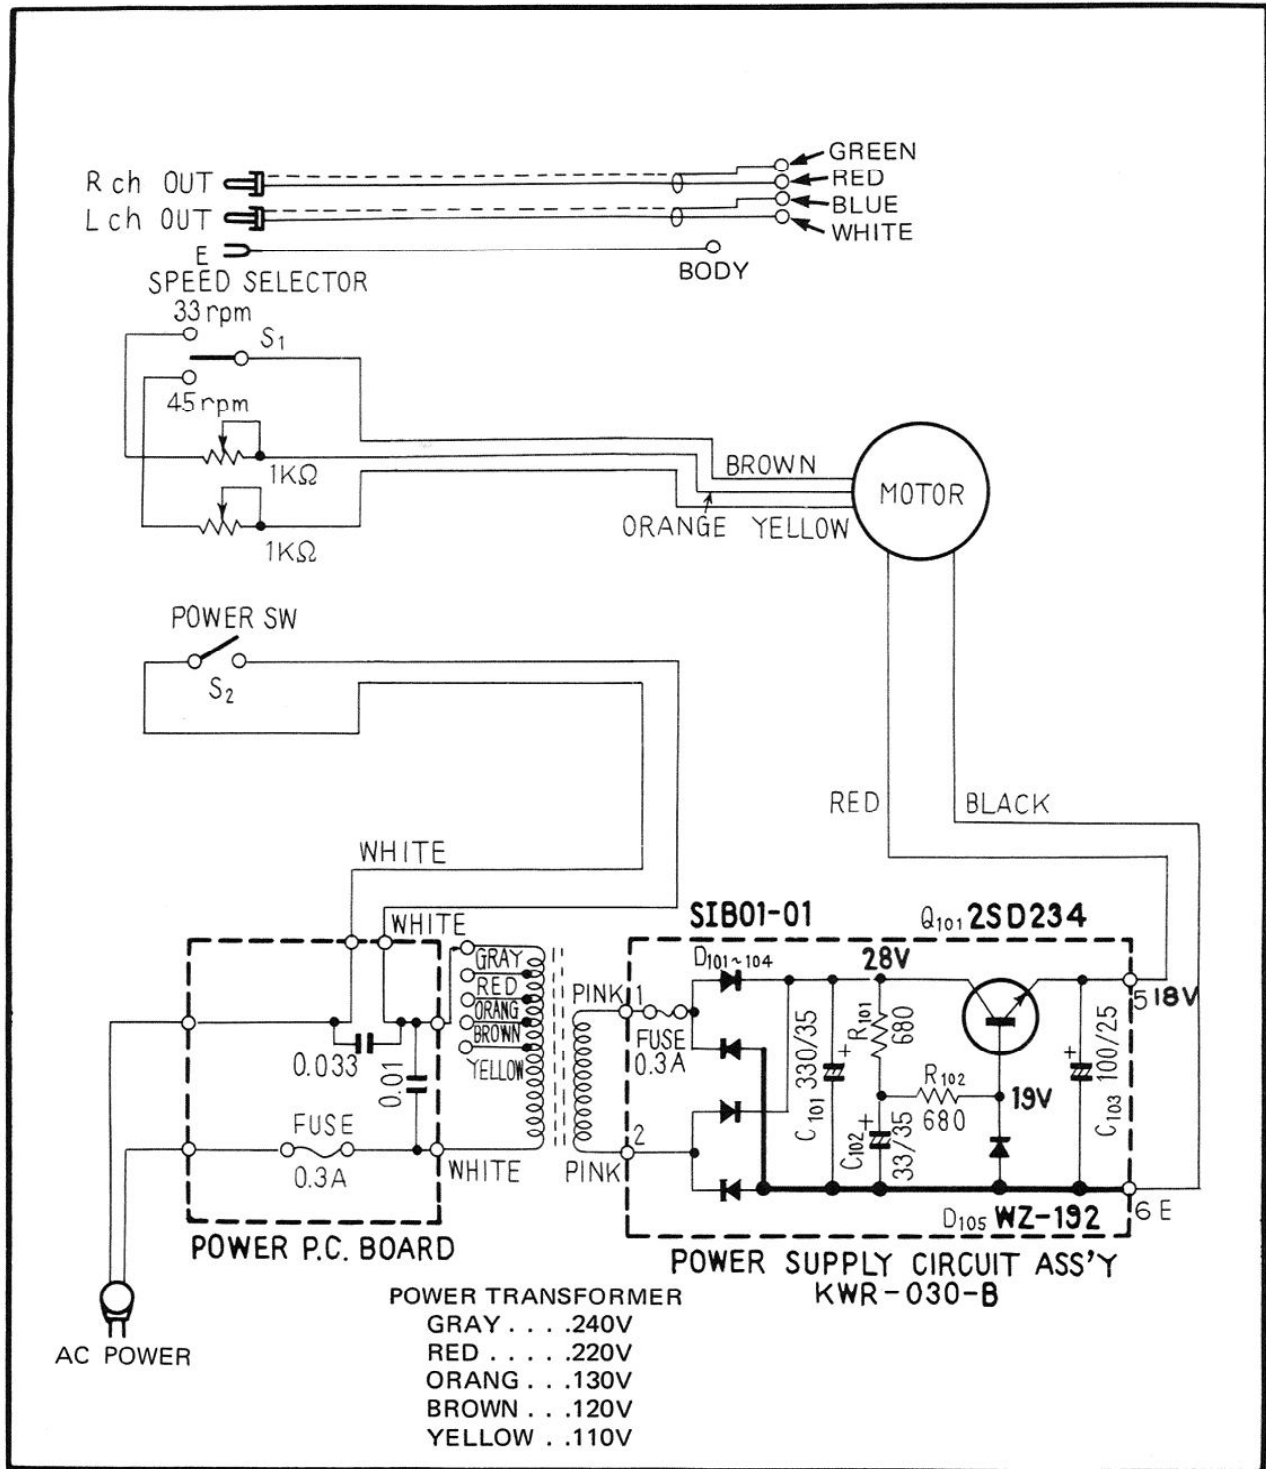 GREEN
R ch OUT
RED
BLUE
L ch OUT
WHITE
E
BODY
SPEED SELECTOR
33 rpm
S1
45 rpm
1KΩ
BROWN
MOTOR
ORANGE YELLOW
1KΩ
POWER SW
S2
RED
BLACK
WHITE
WHITE
SIB01-01
Q101 2SD234
GRAY
RED
ORANG
BROWN
YELLOW
PINK
1
FUSE
0.3A
D101~104
28V
R101
680
5 18V
0.033
0.01
C101 330/35
+
R102
680
19V
+
C103 100/25
FUSE
0.3A
WHITE
2
PINK
C102
+
33/35
D105 WZ-192
6 E
POWER P.C. BOARD
POWER SUPPLY CIRCUIT ASS'Y
KWR-030-B
AC POWER
POWER TRANSFORMER
GRAY . . . .240V
RED . . . . .220V
ORANG . . .130V
BROWN . . .120V
YELLOW . .110V